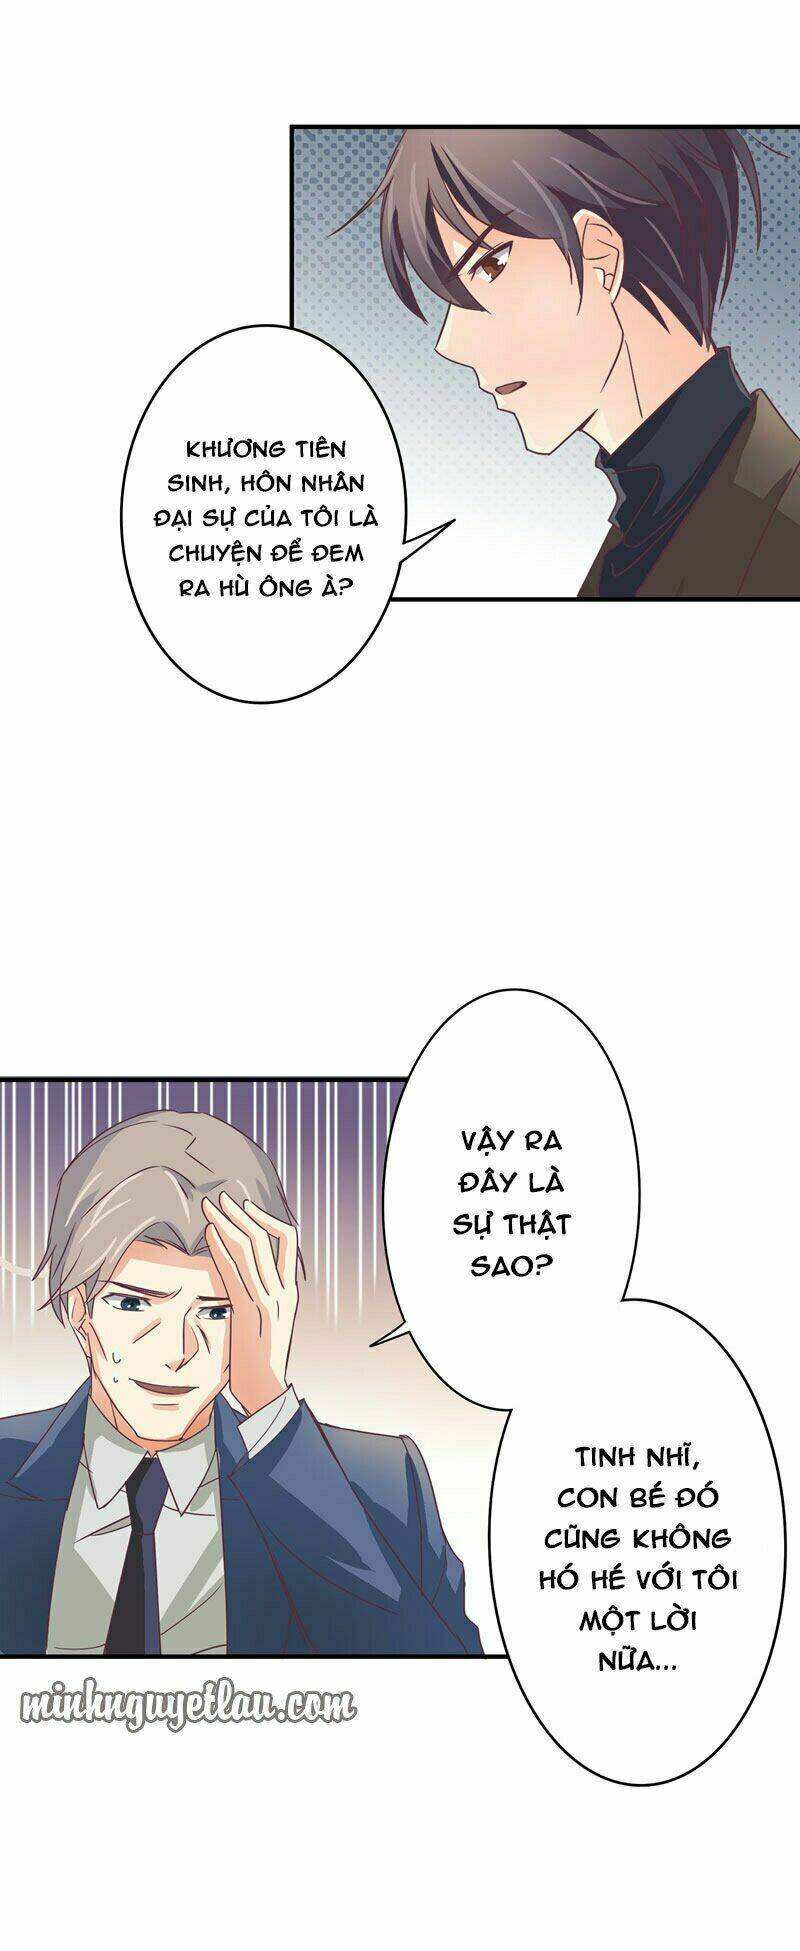 KHƯƠNG TIÊN
SINH, HÔN NHÂN
ĐẠI SỰ CỦA TÔI LÀ
CHUYỆN ĐỂ ĐEM
RA HÙ ÔNG À?
VẬY RA
ĐÂY LÀ
SỰ THẬT
SAO?
TINH NHĨ,
CON BÉ ĐÓ
CŨNG KHÔNG
HÓ HÉ VỚI TÔI
MỘT LỜI
NỮA...
minhnguyetlau.com